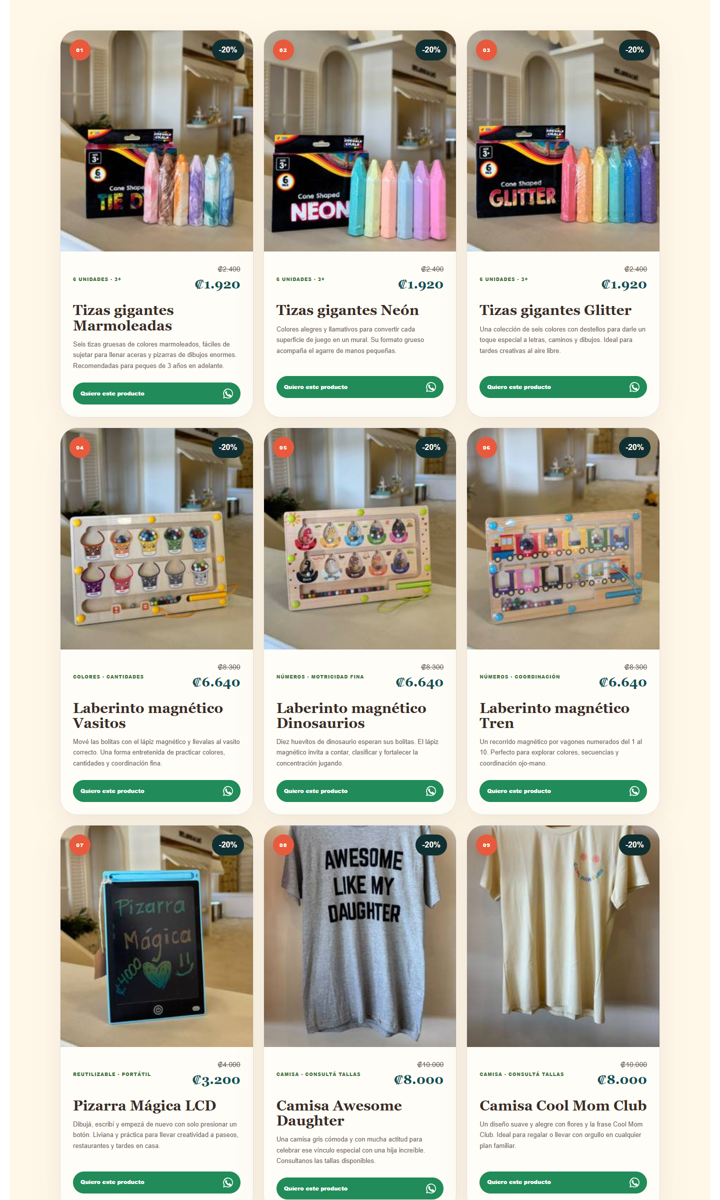 01
-20%
02
-20%
03
-20%
6
Cone Shaped
TIE D
6
Cone Shaped
NEON
6
Cone Shaped
GLITTER
6 UNIDADES · 3+
₡2.400
₡1.920
6 UNIDADES · 3+
₡2.400
₡1.920
6 UNIDADES · 3+
₡2.400
₡1.920
Tizas gigantes
Marmoleadas
Seis tizas gruesas de colores marmoleados, fáciles de
sujetar para llenar aceras y pizarras de dibujos enormes.
Recomendadas para peques de 3 años en adelante.
Quiero este producto
Tizas gigantes Neón
Colores alegres y llamativos para convertir cada
superficie de juego en un mural. Su formato grueso
acompaña el agarre de manos pequeñas.
Quiero este producto
Tizas gigantes Glitter
Una colección de seis colores con destellos para darle un
toque especial a letras, caminos y dibujos. Ideal para
tardes creativas al aire libre.
Quiero este producto
04
-20%
05
-20%
06
-20%
COLORES · CANTIDADES
₡8.300
₡6.640
Laberinto magnético
Vasitos
Mové las bolitas con el lápiz magnético y llevalas al vasito
correcto. Una forma entretenida de practicar colores,
cantidades y coordinación fina.
Quiero este producto
NÚMEROS · MOTRICIDAD FINA
₡8.300
₡6.640
Laberinto magnético
Dinosaurios
Diez huevitos de dinosaurio esperan sus bolitas. El lápiz
magnético invita a contar, clasificar y fortalecer la
concentración jugando.
Quiero este producto
NÚMEROS · COORDINACIÓN
₡8.300
₡6.640
Laberinto magnético
Tren
Un recorrido magnético por vagones numerados del 1 al
10. Perfecto para explorar colores, secuencias y
coordinación ojo-mano.
Quiero este producto
07
-20%
08
-20%
09
-20%
Pizarra
Mágica
₡4000
!!
AWESOME
LIKE MY
DAUGHTER
REUTILIZABLE · PORTÁTIL
₡4.000
₡3.200
Pizarra Mágica LCD
Dibujá, escribí y empezá de nuevo con solo presionar un
botón. Liviana y práctica para llevar creatividad a paseos,
restaurantes y tardes en casa.
Quiero este producto
CAMISA · CONSULTÁ TALLAS
₡10.000
₡8.000
Camisa Awesome
Daughter
Una camisa gris cómoda y con mucha actitud para
celebrar ese vínculo especial con una hija increíble.
Consultanos las tallas disponibles.
Quiero este producto
CAMISA · CONSULTÁ TALLAS
₡10.000
₡8.000
Camisa Cool Mom Club
Un diseño suave y alegre con flores y la frase Cool Mom
Club. Ideal para regalar o llevar con orgullo en cualquier
plan familiar.
Quiero este producto